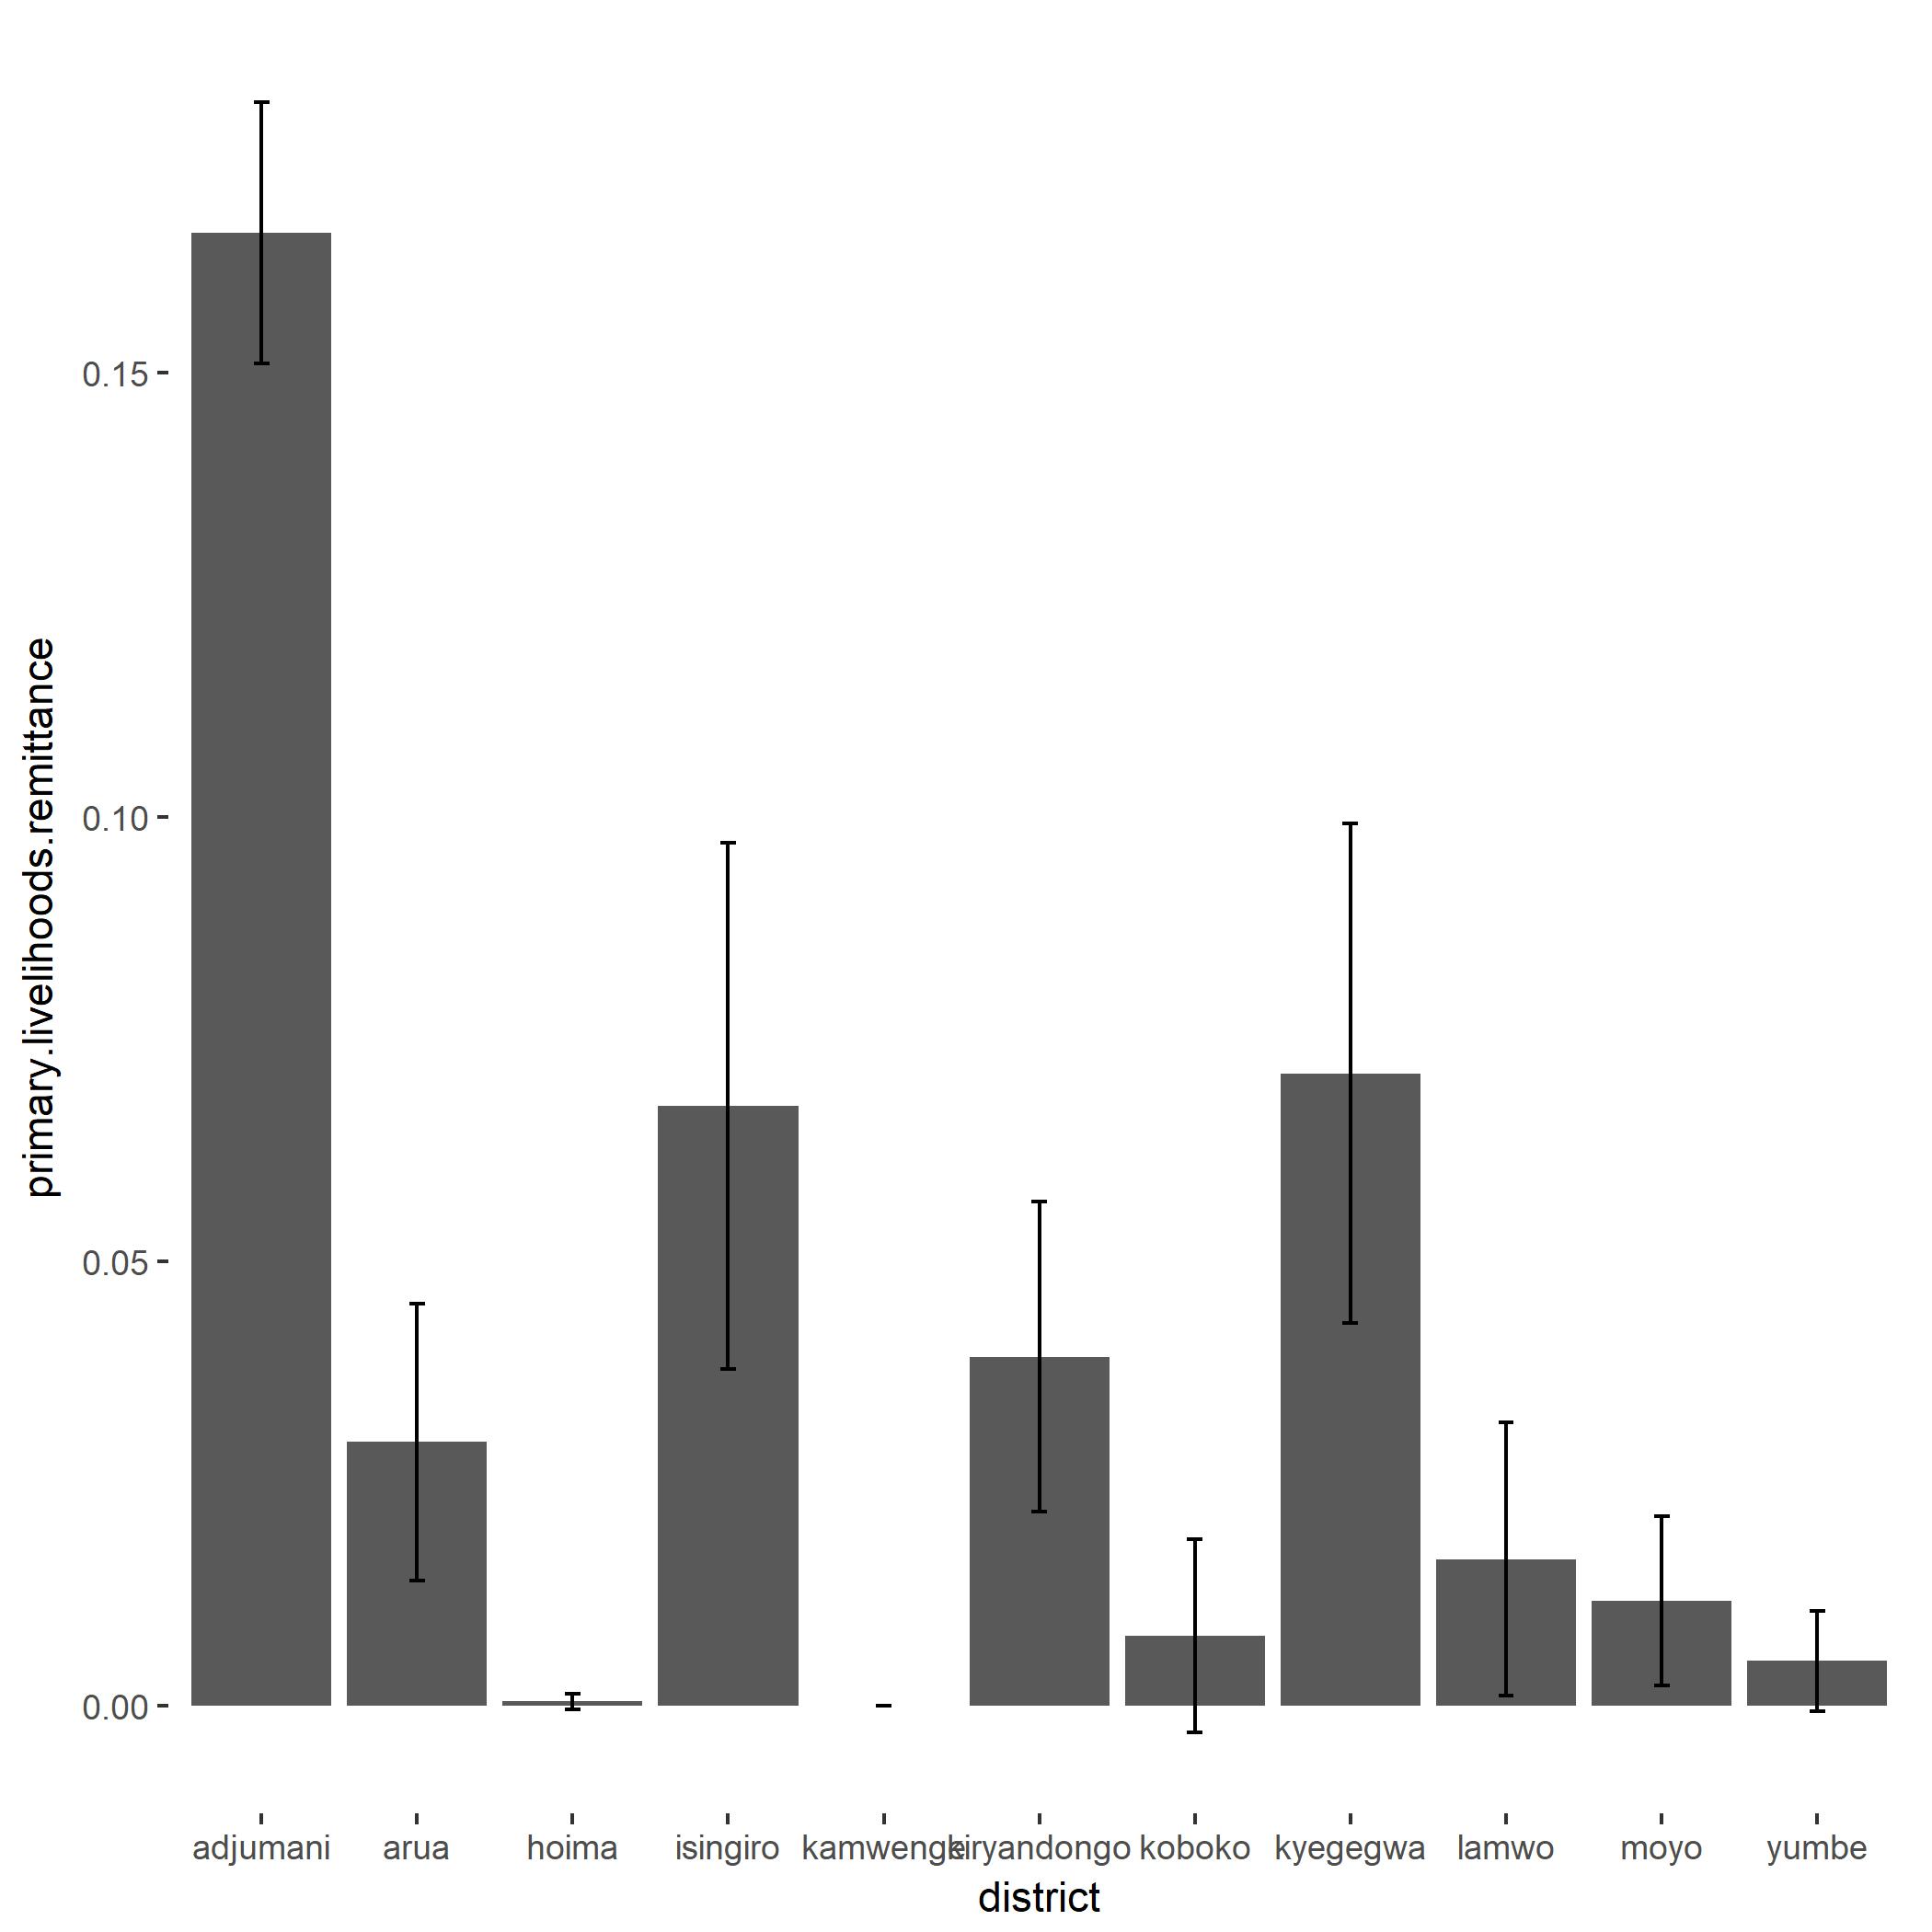 primary.livelihoods.remittance
0.15
0.10
0.05
0.00
adjumani arua hoima isingiro kamwenge kiryandongo koboko kyegegwa lamwo moyo yumbe
district